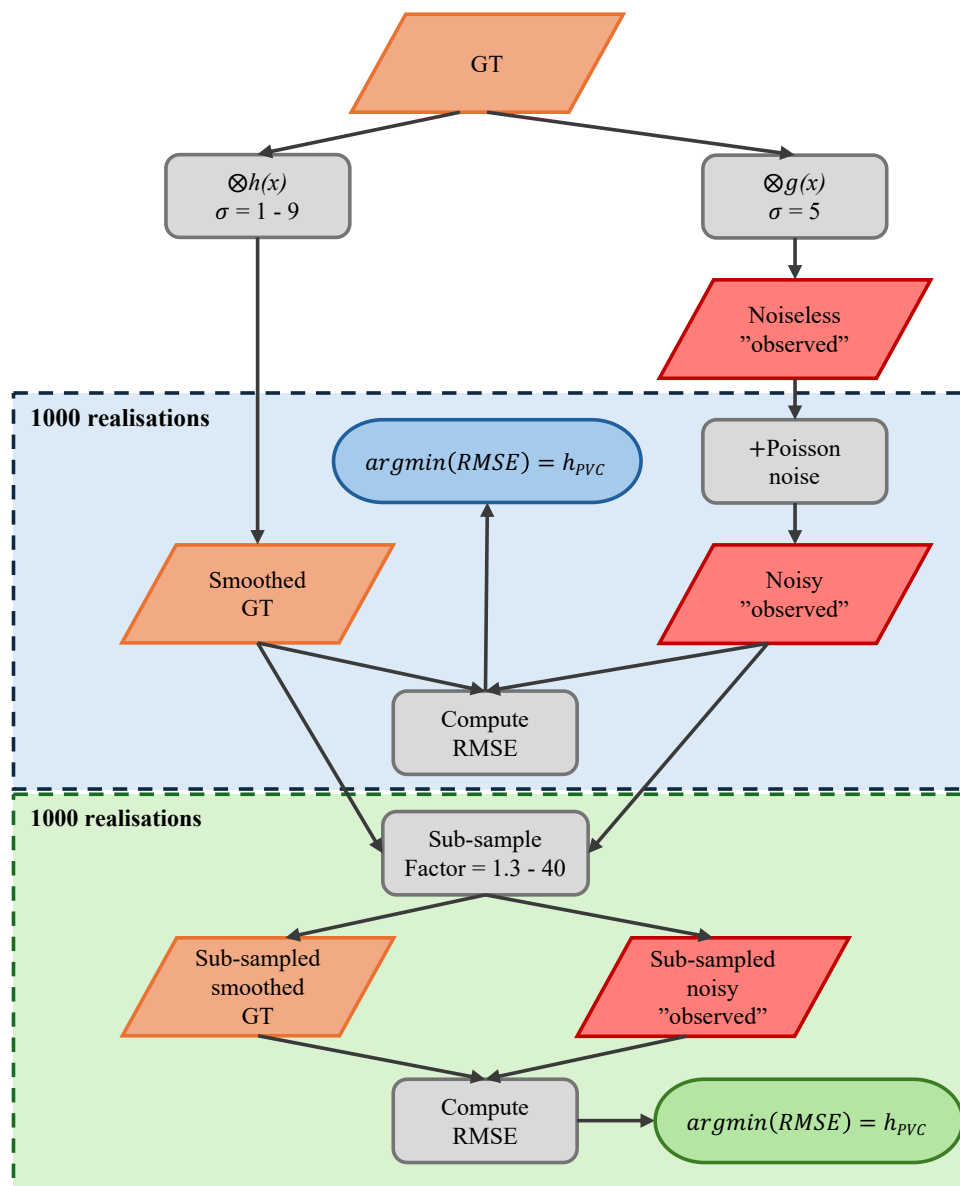 GT
⊗h(x)
σ = 1 - 9
⊗g(x)
σ = 5
Noiseless
”observed”
1000 realisations
argmin(RMSE) = h_PVC
+Poisson
noise
Smoothed
GT
Noisy
”observed”
Compute
RMSE
1000 realisations
Sub-sample
Factor = 1.3 - 40
Sub-sampled
smoothed
GT
Sub-sampled
noisy
”observed”
Compute
RMSE
argmin(RMSE) = h_PVC